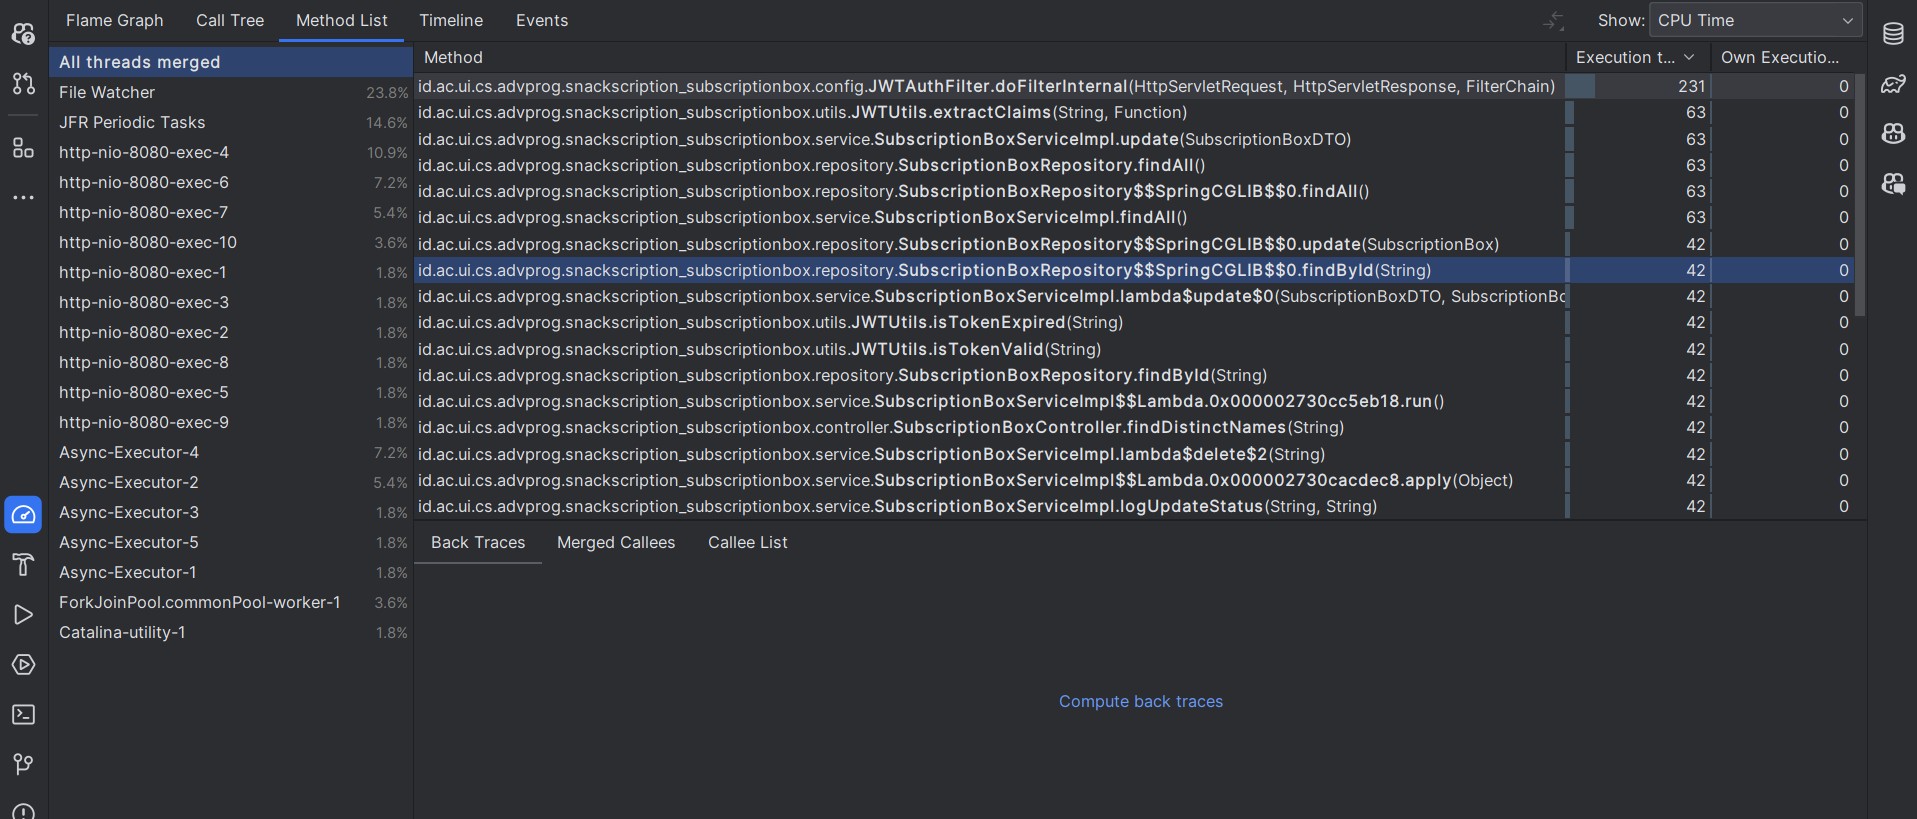 Flame Graph Call Tree Method List Timeline Events Show: CPU Time
All threads merged
File Watcher 23.8%
JFR Periodic Tasks 14.6%
http-nio-8080-exec-4 10.9%
http-nio-8080-exec-6 7.2%
http-nio-8080-exec-7 5.4%
http-nio-8080-exec-10 3.6%
http-nio-8080-exec-1 1.8%
http-nio-8080-exec-3 1.8%
http-nio-8080-exec-2 1.8%
http-nio-8080-exec-8 1.8%
http-nio-8080-exec-5 1.8%
http-nio-8080-exec-9 1.8%
Async-Executor-4 7.2%
Async-Executor-2 5.4%
Async-Executor-3 1.8%
Async-Executor-5 1.8%
Async-Executor-1 1.8%
ForkJoinPool.commonPool-worker-1 3.6%
Catalina-utility-1 1.8%
Method Execution t... Own Executio...
id.ac.ui.cs.advprog.snackscription_subscriptionbox.config.JWTAuthFilter.doFilterInternal(HttpServletRequest, HttpServletResponse, FilterChain) 231 0
id.ac.ui.cs.advprog.snackscription_subscriptionbox.utils.JWTUtils.extractClaims(String, Function) 63 0
id.ac.ui.cs.advprog.snackscription_subscriptionbox.service.SubscriptionBoxServiceImpl.update(SubscriptionBoxDTO) 63 0
id.ac.ui.cs.advprog.snackscription_subscriptionbox.repository.SubscriptionBoxRepository.findAll() 63 0
id.ac.ui.cs.advprog.snackscription_subscriptionbox.repository.SubscriptionBoxRepository$$SpringCGLIB$$0.findAll() 63 0
id.ac.ui.cs.advprog.snackscription_subscriptionbox.service.SubscriptionBoxServiceImpl.findAll() 63 0
id.ac.ui.cs.advprog.snackscription_subscriptionbox.repository.SubscriptionBoxRepository$$SpringCGLIB$$0.update(SubscriptionBox) 42 0
id.ac.ui.cs.advprog.snackscription_subscriptionbox.repository.SubscriptionBoxRepository$$SpringCGLIB$$0.findById(String) 42 0
id.ac.ui.cs.advprog.snackscription_subscriptionbox.service.SubscriptionBoxServiceImpl.lambda$update$0(SubscriptionBoxDTO, SubscriptionBo 42 0
id.ac.ui.cs.advprog.snackscription_subscriptionbox.utils.JWTUtils.isTokenExpired(String) 42 0
id.ac.ui.cs.advprog.snackscription_subscriptionbox.utils.JWTUtils.isTokenValid(String) 42 0
id.ac.ui.cs.advprog.snackscription_subscriptionbox.repository.SubscriptionBoxRepository.findById(String) 42 0
id.ac.ui.cs.advprog.snackscription_subscriptionbox.service.SubscriptionBoxServiceImpl$$Lambda.0x000002730cc5eb18.run() 42 0
id.ac.ui.cs.advprog.snackscription_subscriptionbox.controller.SubscriptionBoxController.findDistinctNames(String) 42 0
id.ac.ui.cs.advprog.snackscription_subscriptionbox.service.SubscriptionBoxServiceImpl.lambda$delete$2(String) 42 0
id.ac.ui.cs.advprog.snackscription_subscriptionbox.service.SubscriptionBoxServiceImpl$$Lambda.0x000002730cacdec8.apply(Object) 42 0
id.ac.ui.cs.advprog.snackscription_subscriptionbox.service.SubscriptionBoxServiceImpl.logUpdateStatus(String, String) 42 0
Back Traces Merged Callees Callee List
Compute back traces